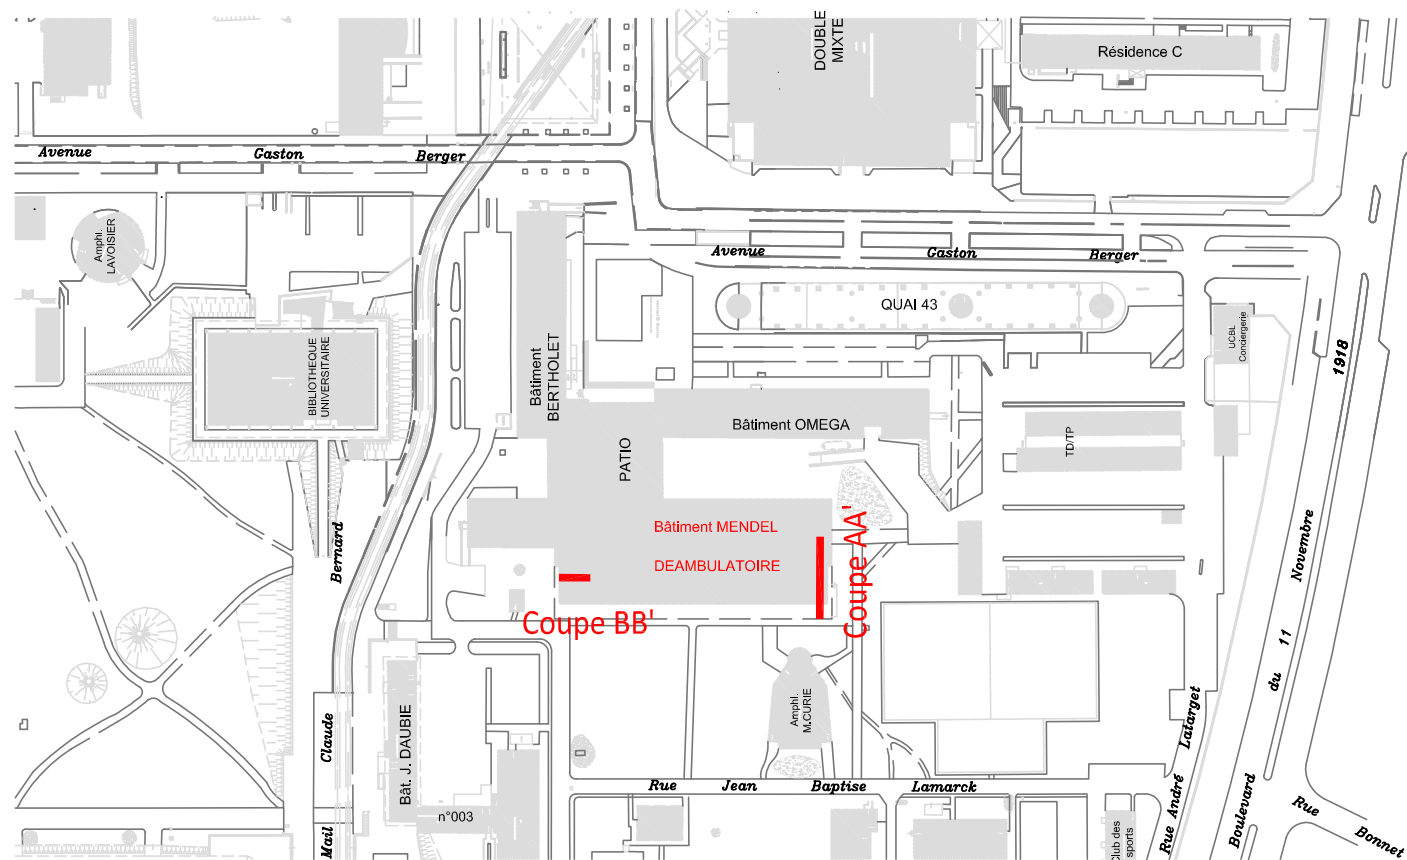 DOUBLE
MIXTE
Résidence C
Avenue Gaston Berger
Amphi.
LAVOISIER
Avenue Gaston Berger
QUAI 43
UCBL
Conciergerie
1918
BIBLIOTHEQUE
UNIVERSITAIRE
Bâtiment
BERTHOLET
Bâtiment OMEGA
PATIO
TD/TP
Bâtiment MENDEL
DEAMBULATOIRE
Coupe AA'
Coupe BB'
Bernard
Novembre
11
du
Amphi.
M.CURIE
Bât. J. DAUBIE
Claude
Latarget
Rue Jean Baptise Lamarck
n°003
Mail
Rue André
Boulevard
Rue Bonnet
Club des
sports